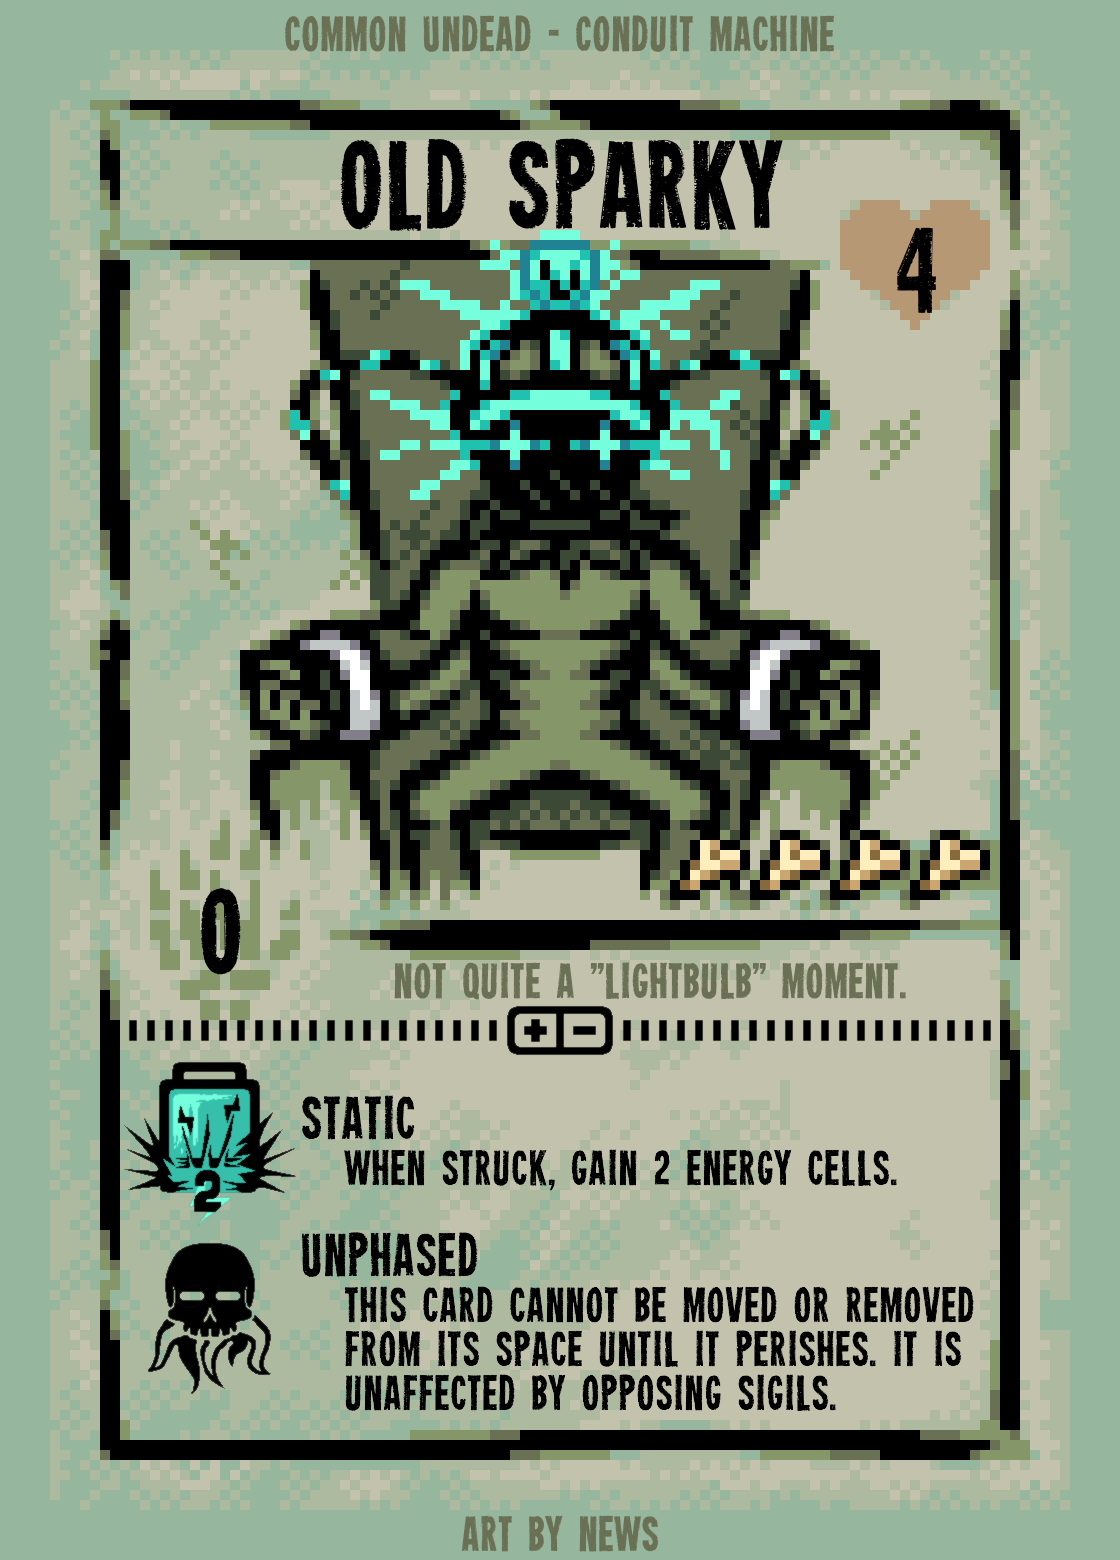 COMMON UNDEAD - CONDUIT MACHINE
OLD SPARKY
4
0
NOT QUITE A "LIGHTBULB" MOMENT.
+ -
2
STATIC
WHEN STRUCK, GAIN 2 ENERGY CELLS.
UNPHASED
THIS CARD CANNOT BE MOVED OR REMOVED
FROM ITS SPACE UNTIL IT PERISHES. IT IS
UNAFFECTED BY OPPOSING SIGILS.
ART BY NEWS